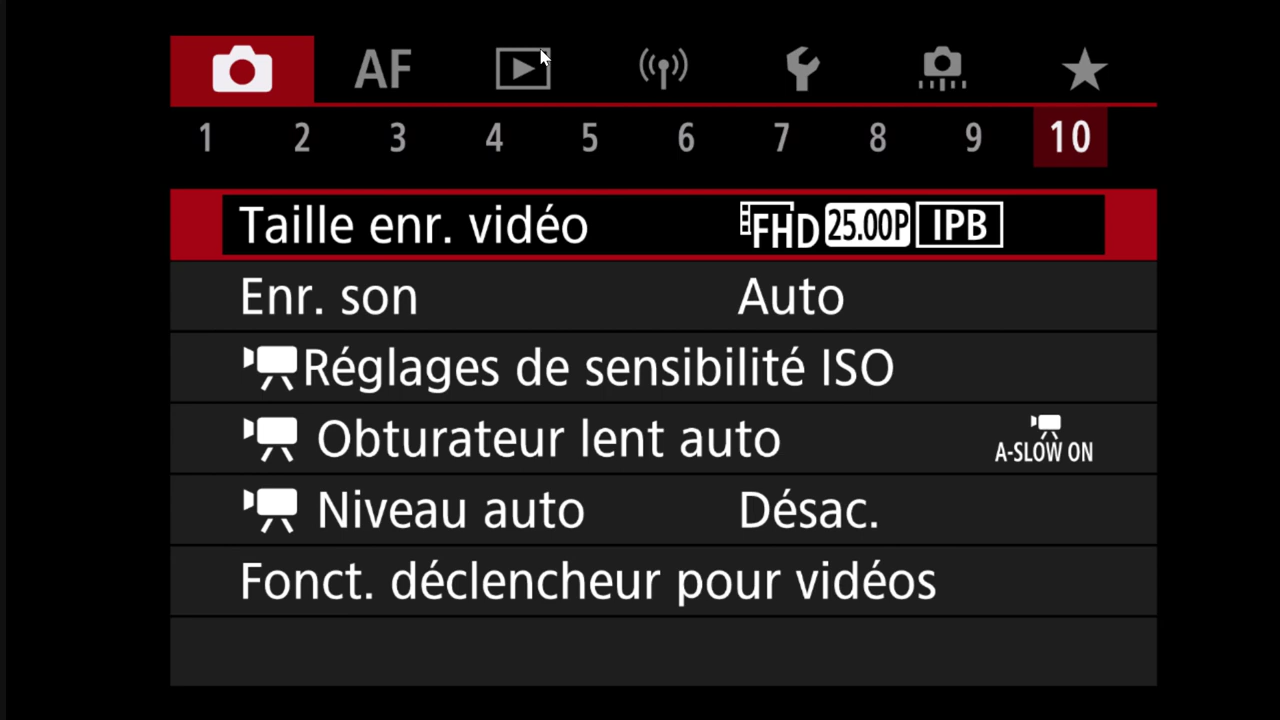 AF
1 2 3 4 5 6 7 8 9 10
Taille enr. vidéo FHD 25.00P IPB
Enr. son Auto
Réglages de sensibilité ISO
Obturateur lent auto A-SLOW ON
Niveau auto Désac.
Fonct. déclencheur pour vidéos